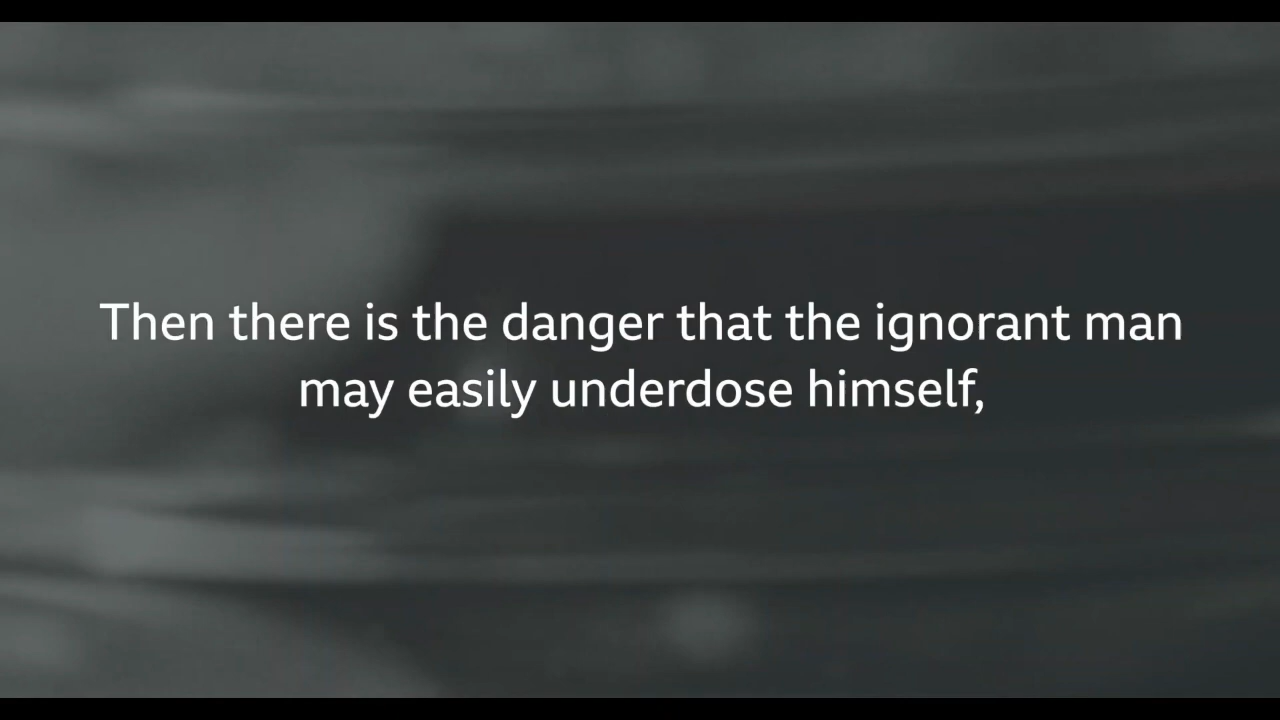 Then there is the danger that the ignorant man
may easily underdose himself,